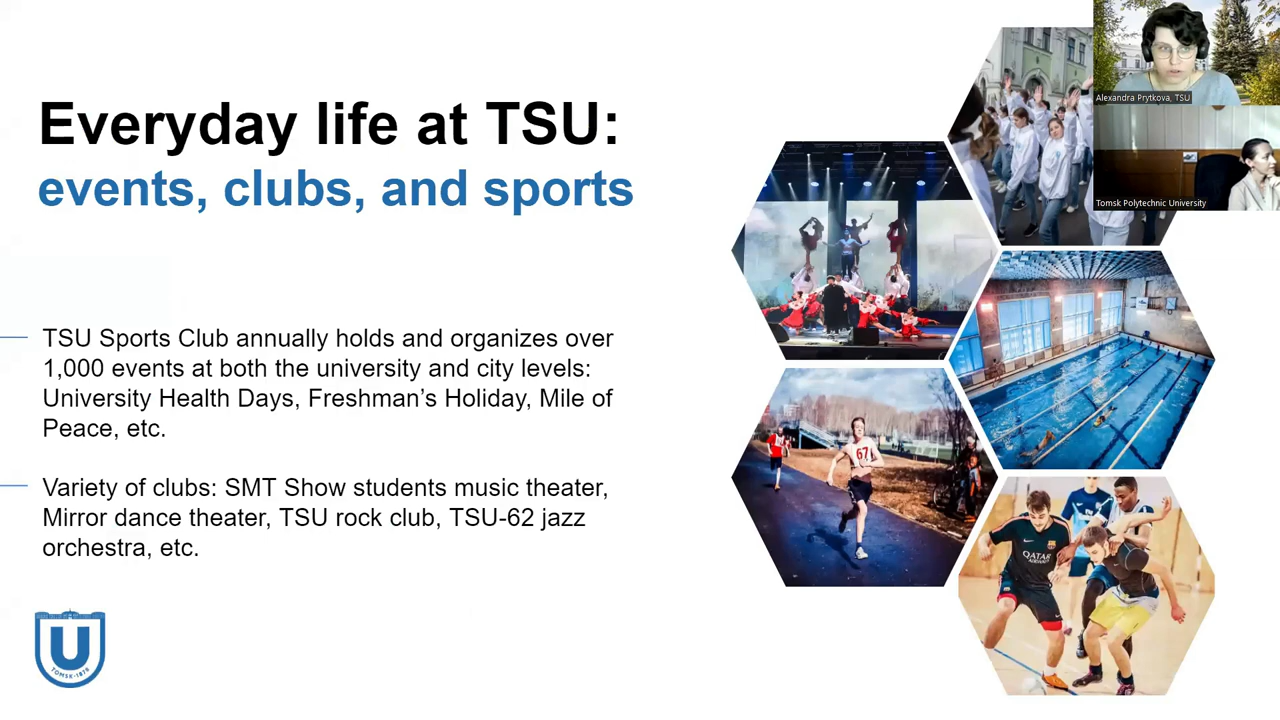 Everyday life at TSU:
events, clubs, and sports
TSU Sports Club annually holds and organizes over
1,000 events at both the university and city levels:
University Health Days, Freshman’s Holiday, Mile of
Peace, etc.
Variety of clubs: SMT Show students music theater,
Mirror dance theater, TSU rock club, TSU-62 jazz
orchestra, etc.
U
TOMSK·1878
Alexandra Prytkova, TSU
Tomsk Polytechnic University
67
QATAR
AIRWAYS